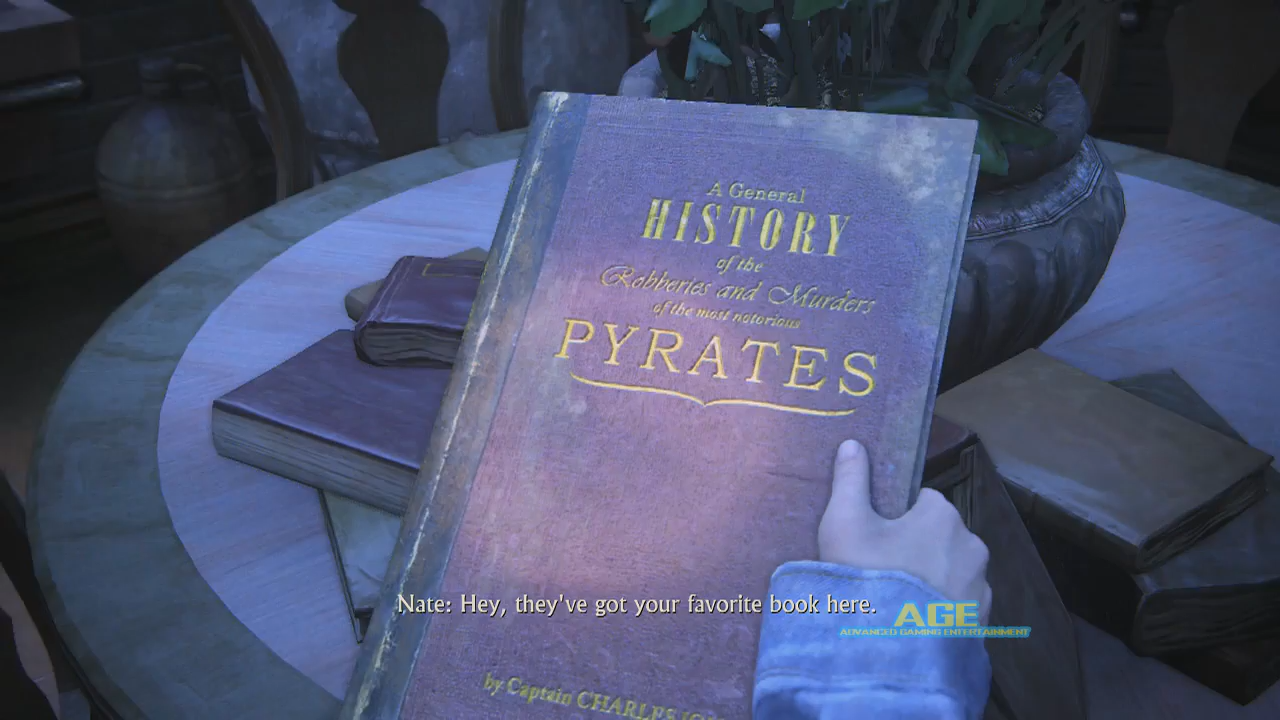 A General
HISTORY
of the
Robberies and Murders
of the most notorious
PYRATES
by Captain CHARLES
Nate: Hey, they've got your favorite book here.
AGE
ADVANCED GAMING ENTERTAINMENT